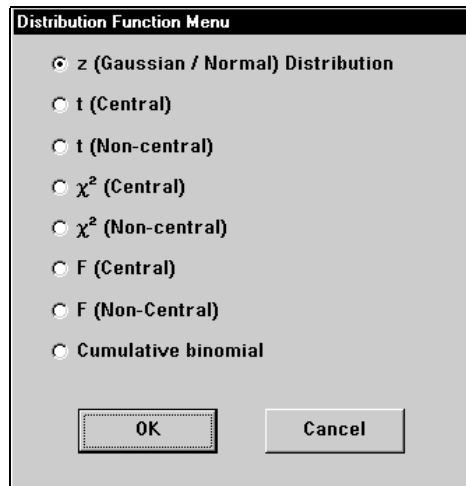 Distribution Function Menu
z (Gaussian / Normal) Distribution
t (Central)
t (Non-central)
χ² (Central)
χ² (Non-central)
F (Central)
F (Non-Central)
Cumulative binomial
OK Cancel